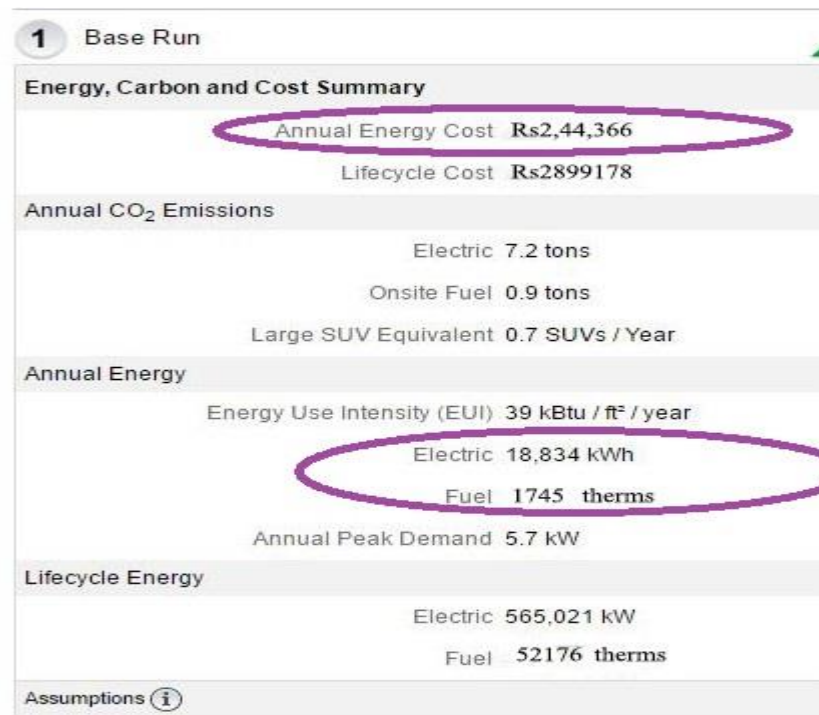 1 Base Run
Energy, Carbon and Cost Summary
Annual Energy Cost Rs2,44,366
Lifecycle Cost Rs2899178
Annual CO2 Emissions
Electric 7.2 tons
Onsite Fuel 0.9 tons
Large SUV Equivalent 0.7 SUVs / Year
Annual Energy
Energy Use Intensity (EUI) 39 kBtu / ft² / year
Electric 18,834 kWh
Fuel 1745 therms
Annual Peak Demand 5.7 kW
Lifecycle Energy
Electric 565,021 kW
Fuel 52176 therms
Assumptions i